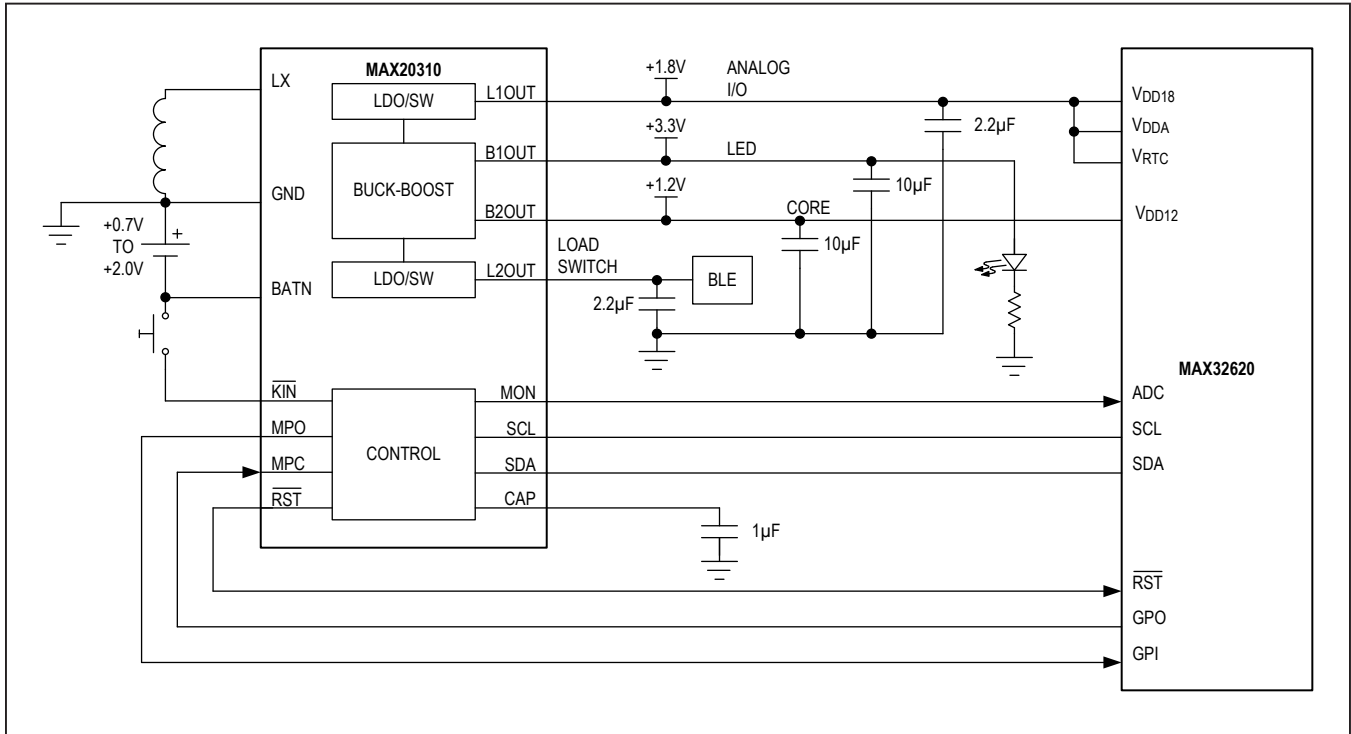 MAX20310
LX
GND
BATN
+0.7V
TO
+2.0V
+
LDO/SW
BUCK-BOOST
LDO/SW
L1OUT
B1OUT
B2OUT
L2OUT
+1.8V
ANALOG
I/O
+3.3V
LED
+1.2V
CORE
LOAD
SWITCH
2.2µF
10µF
10µF
2.2µF
BLE
VDD18
VDDA
VRTC
VDD12
MAX32620
KIN
MPO
MPC
RST
CONTROL
MON
SCL
SDA
CAP
1µF
ADC
SCL
SDA
RST
GPO
GPI